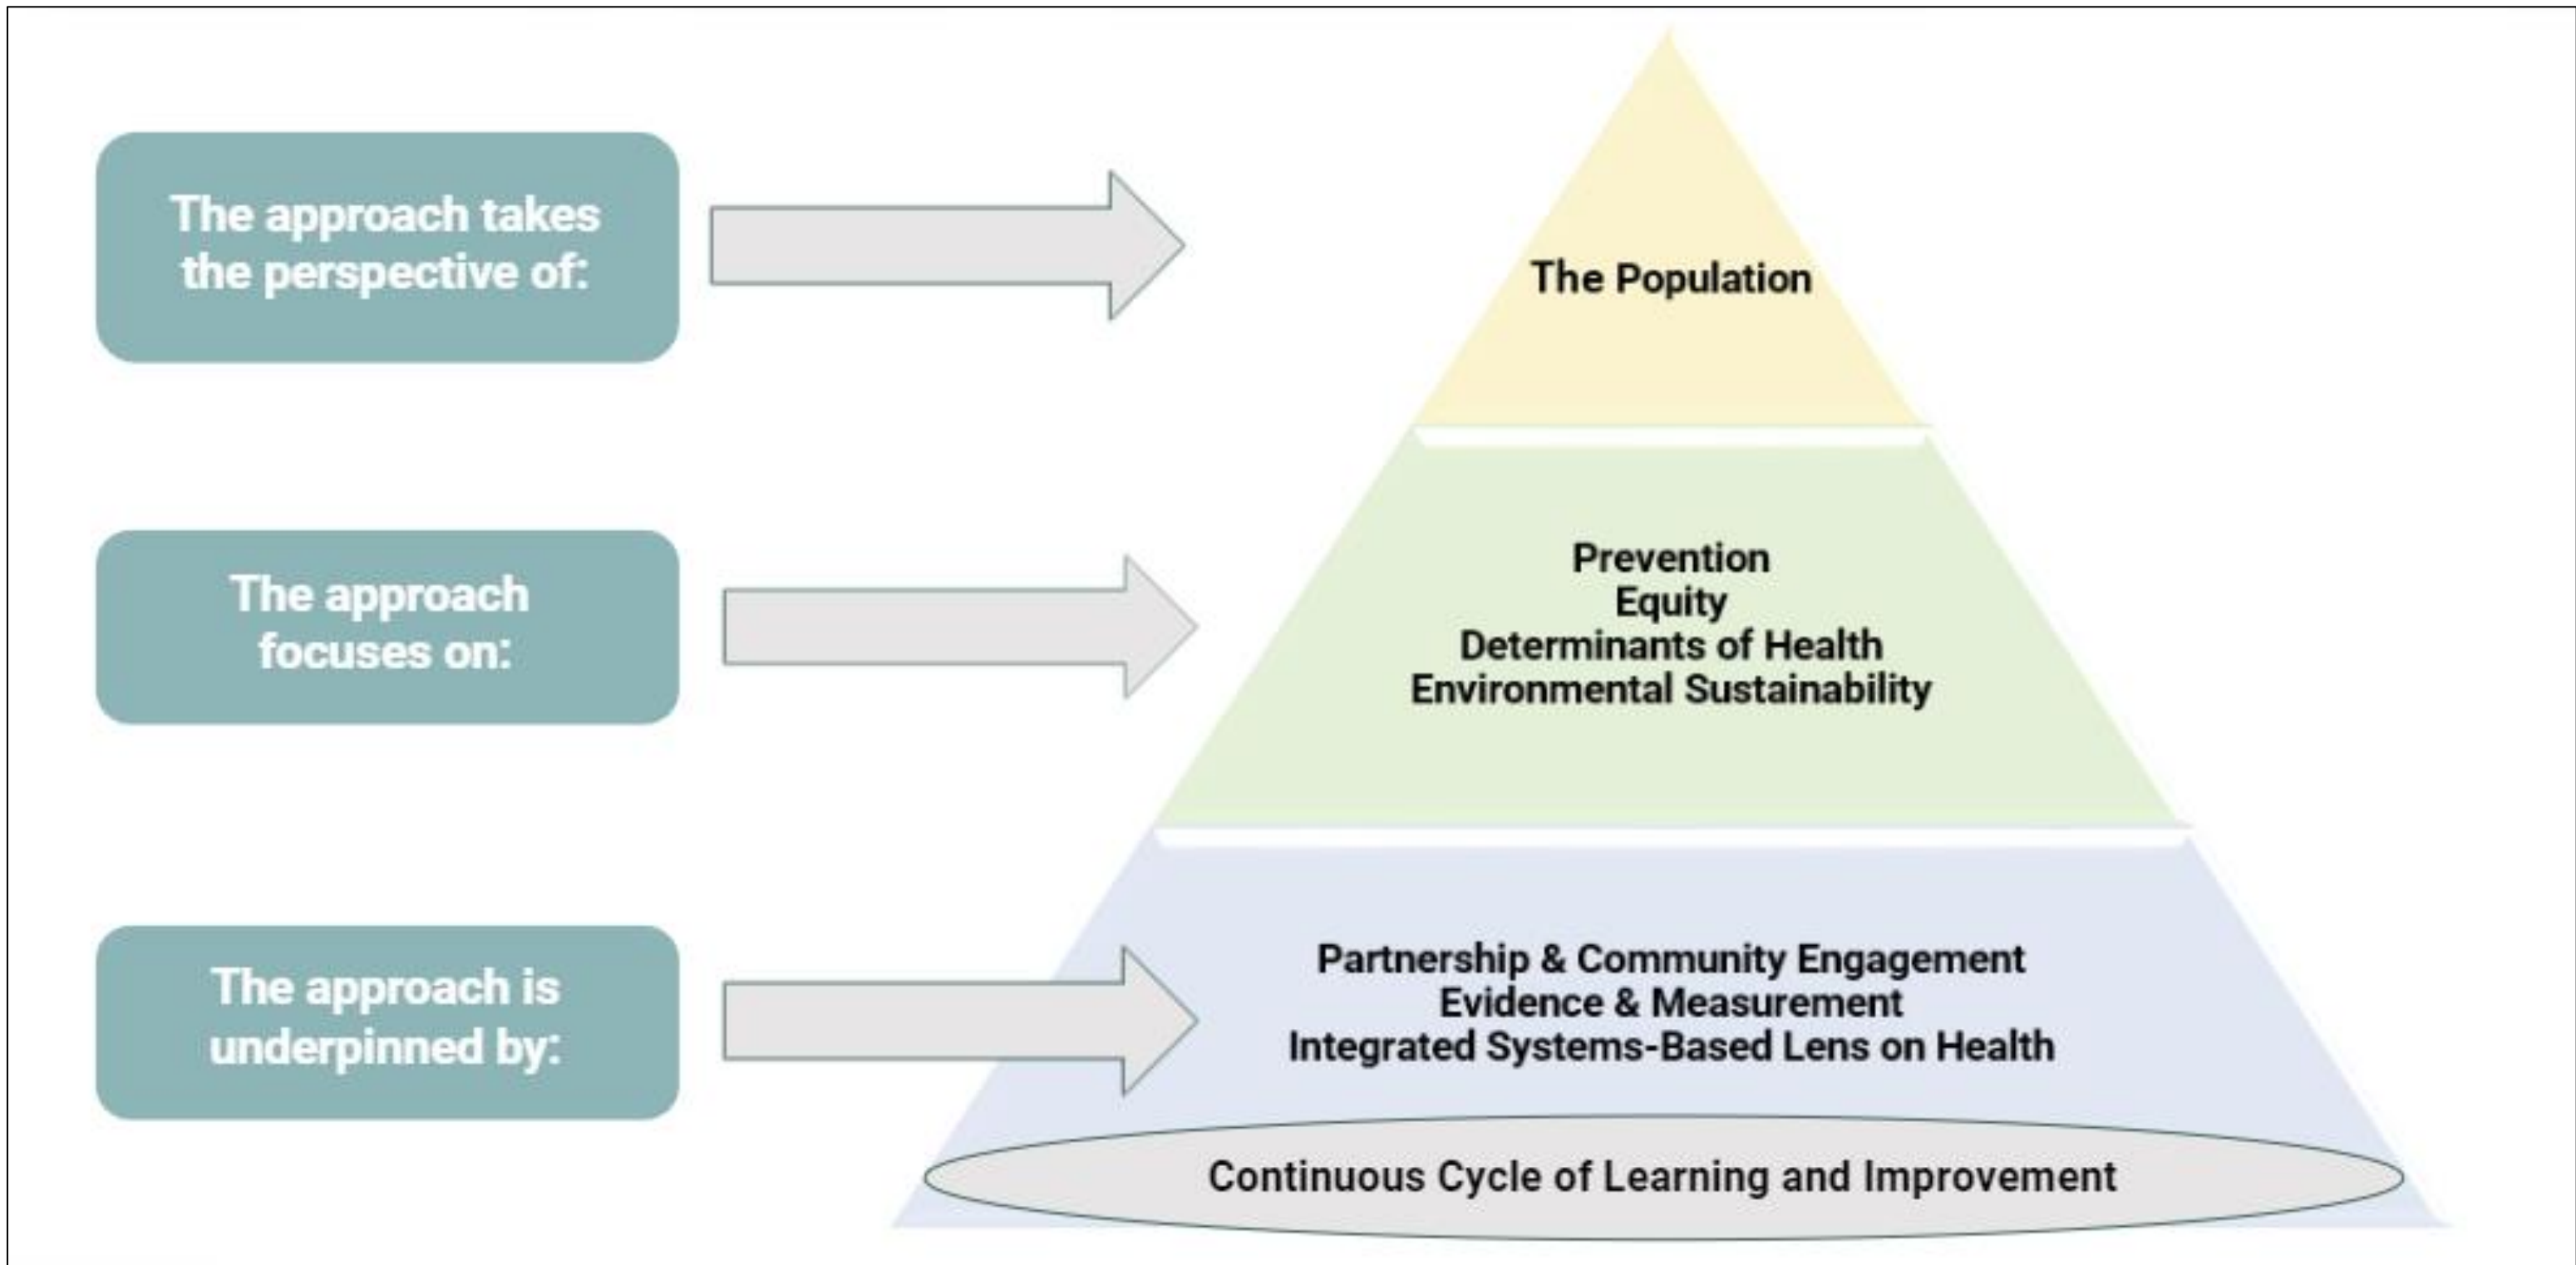 The approach takes
the perspective of:
The Population
The approach
focuses on:
Prevention
Equity
Determinants of Health
Environmental Sustainability
The approach is
underpinned by:
Partnership & Community Engagement
Evidence & Measurement
Integrated Systems-Based Lens on Health
Continuous Cycle of Learning and Improvement